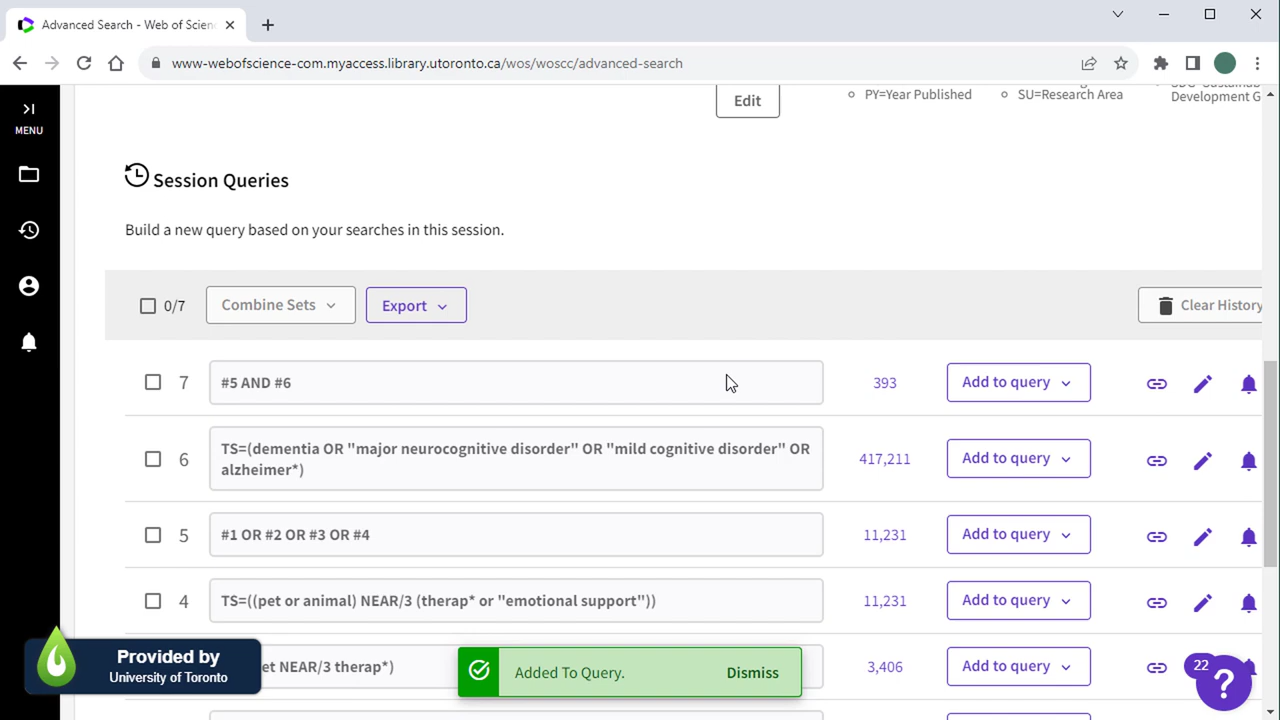 Advanced Search - Web of Scien
www-webofscience-com.myaccess.library.utoronto.ca/wos/woscc/advanced-search
MENU
Edit
PY=Year Published
SU=Research Area
Development G
Session Queries
Build a new query based on your searches in this session.
0/7
Combine Sets
Export
Clear History
7
#5 AND #6
393
Add to query
6
TS=(dementia OR "major neurocognitive disorder" OR "mild cognitive disorder" OR
alzheimer*)
417,211
Add to query
5
#1 OR #2 OR #3 OR #4
11,231
Add to query
4
TS=((pet or animal) NEAR/3 (therap* or "emotional support"))
11,231
Add to query
et NEAR/3 therap*)
3,406
Add to query
Provided by
University of Toronto
Added To Query.
Dismiss
22
?